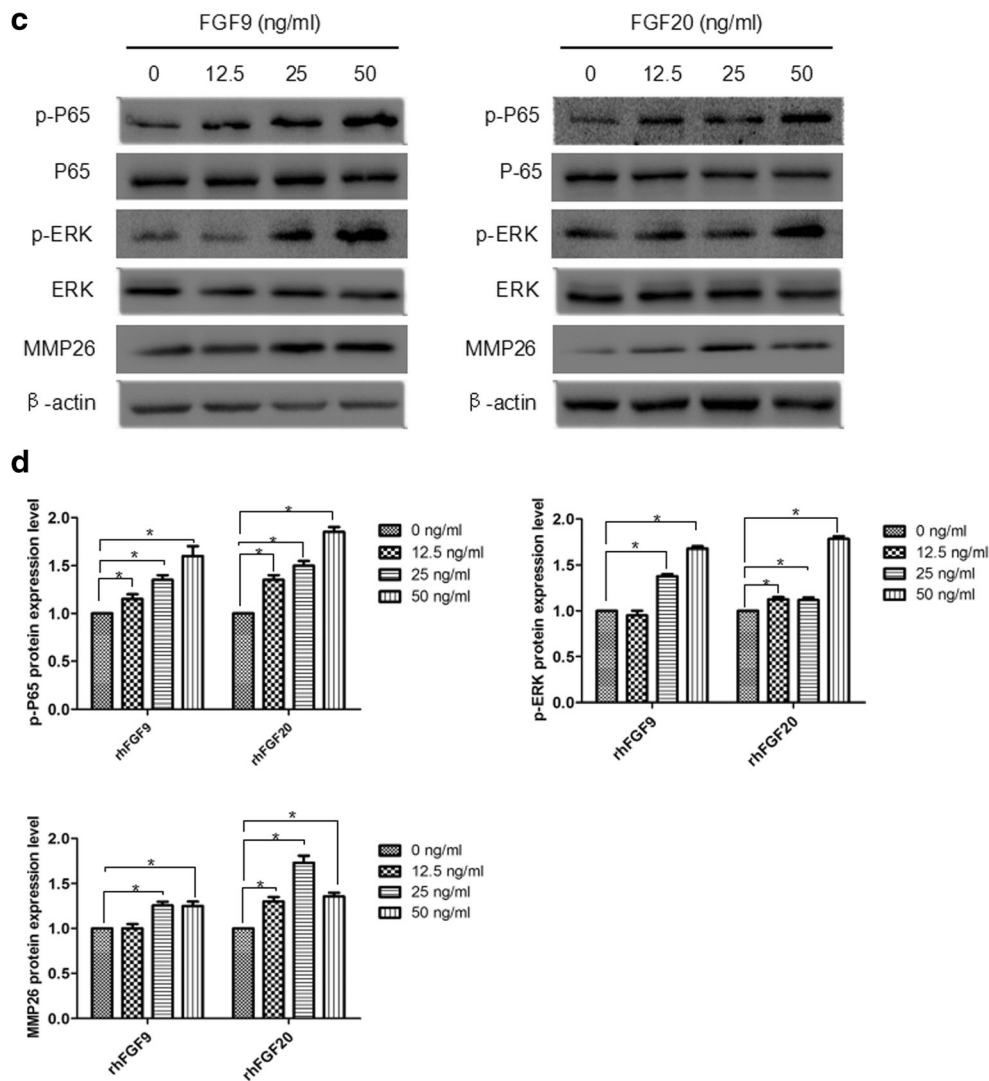 c
FGF9 (ng/ml)
0 12.5 25 50
p-P65
P65
p-ERK
ERK
MMP26
β-actin
FGF20 (ng/ml)
0 12.5 25 50
p-P65
P-65
p-ERK
ERK
MMP26
β-actin
d
p-P65 protein expression level
2.0
1.5
1.0
0.5
0.0
* * * * * *
rhFGF9 rhFGF20
0 ng/ml
12.5 ng/ml
25 ng/ml
50 ng/ml
p-ERK protein expression level
2.0
1.5
1.0
0.5
0.0
* * * * *
rhFGF9 rhFGF20
0 ng/ml
12.5 ng/ml
25 ng/ml
50 ng/ml
MMP26 protein expression level
2.0
1.5
1.0
0.5
0.0
* * * * *
rhFGF9 rhFGF20
0 ng/ml
12.5 ng/ml
25 ng/ml
50 ng/ml